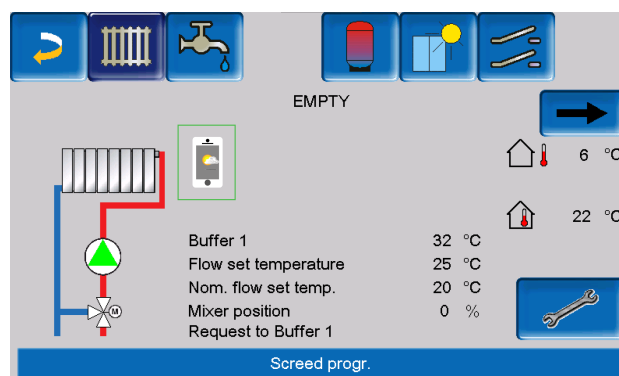 EMPTY
6 °C
22 °C
Buffer 1 32 °C
Flow set temperature 25 °C
Nom. flow set temp. 20 °C
Mixer position 0 %
Request to Buffer 1
M
Screed progr.